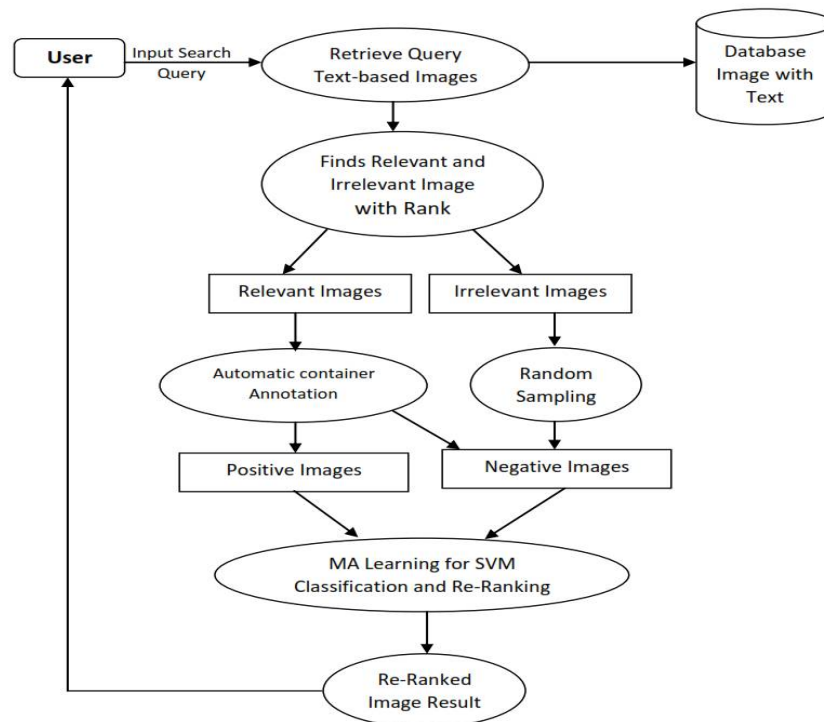 User
Input Search
Query
Retrieve Query
Text-based Images
Database
Image with
Text
Finds Relevant and
Irrelevant Image
with Rank
Relevant Images
Irrelevant Images
Automatic container
Annotation
Random
Sampling
Positive Images
Negative Images
MA Learning for SVM
Classification and Re-Ranking
Re-Ranked
Image Result